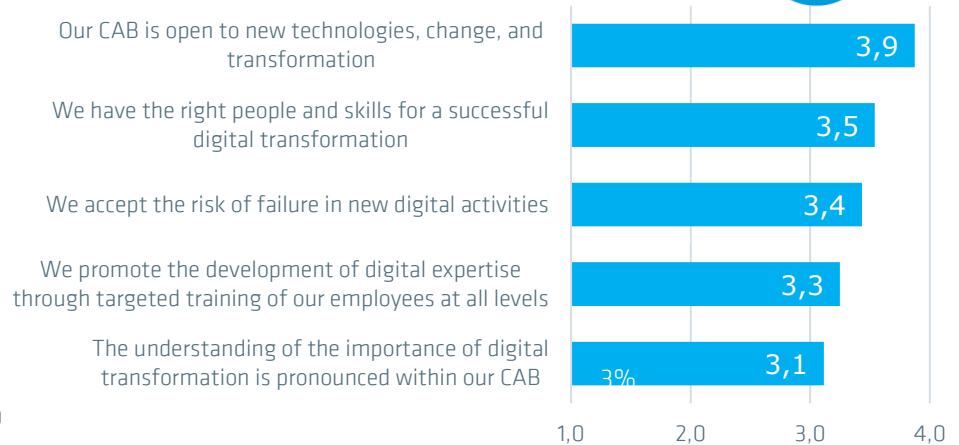 Our CAB is open to new technologies, change, and
transformation
3,9
We have the right people and skills for a successful
digital transformation
3,5
We accept the risk of failure in new digital activities
3,4
We promote the development of digital expertise
through targeted training of our employees at all levels
3,3
The understanding of the importance of digital
transformation is pronounced within our CAB
3%
3,1
1,0 2,0 3,0 4,0